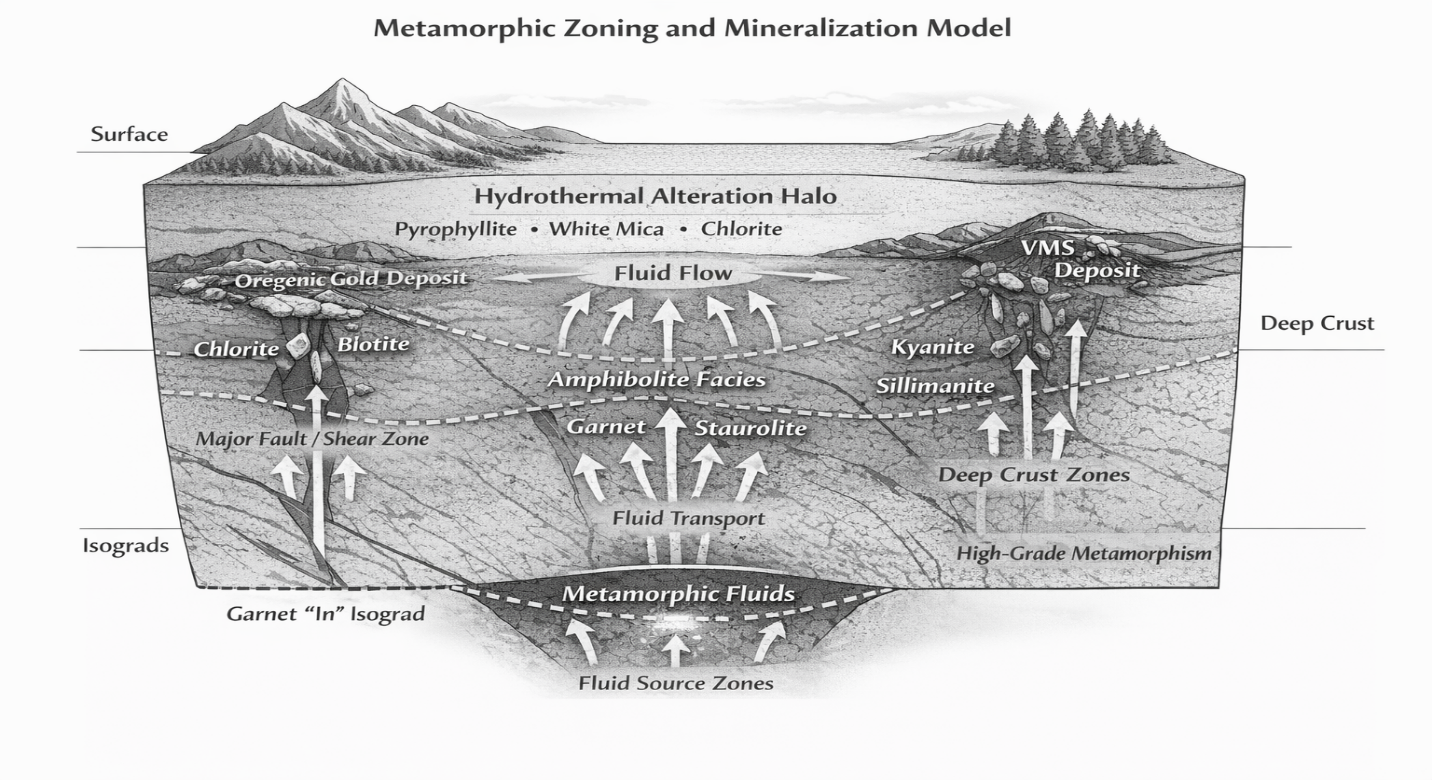 Metamorphic Zoning and Mineralization Model
Surface
Hydrothermal Alteration Halo
Pyrophyllite • White Mica • Chlorite
VMS
Deposit
Oregenic Gold Deposit
Fluid Flow
Deep Crust
Chlorite
Blotite
Kyanite
Amphibolite Facies
Sillimanite
Garnet
Staurolite
Major Fault / Shear Zone
Deep Crust Zones
Fluid Transport
Isograds
High-Grade Metamorphism
Metamorphic Fluids
Garnet “In” Isograd
Fluid Source Zones